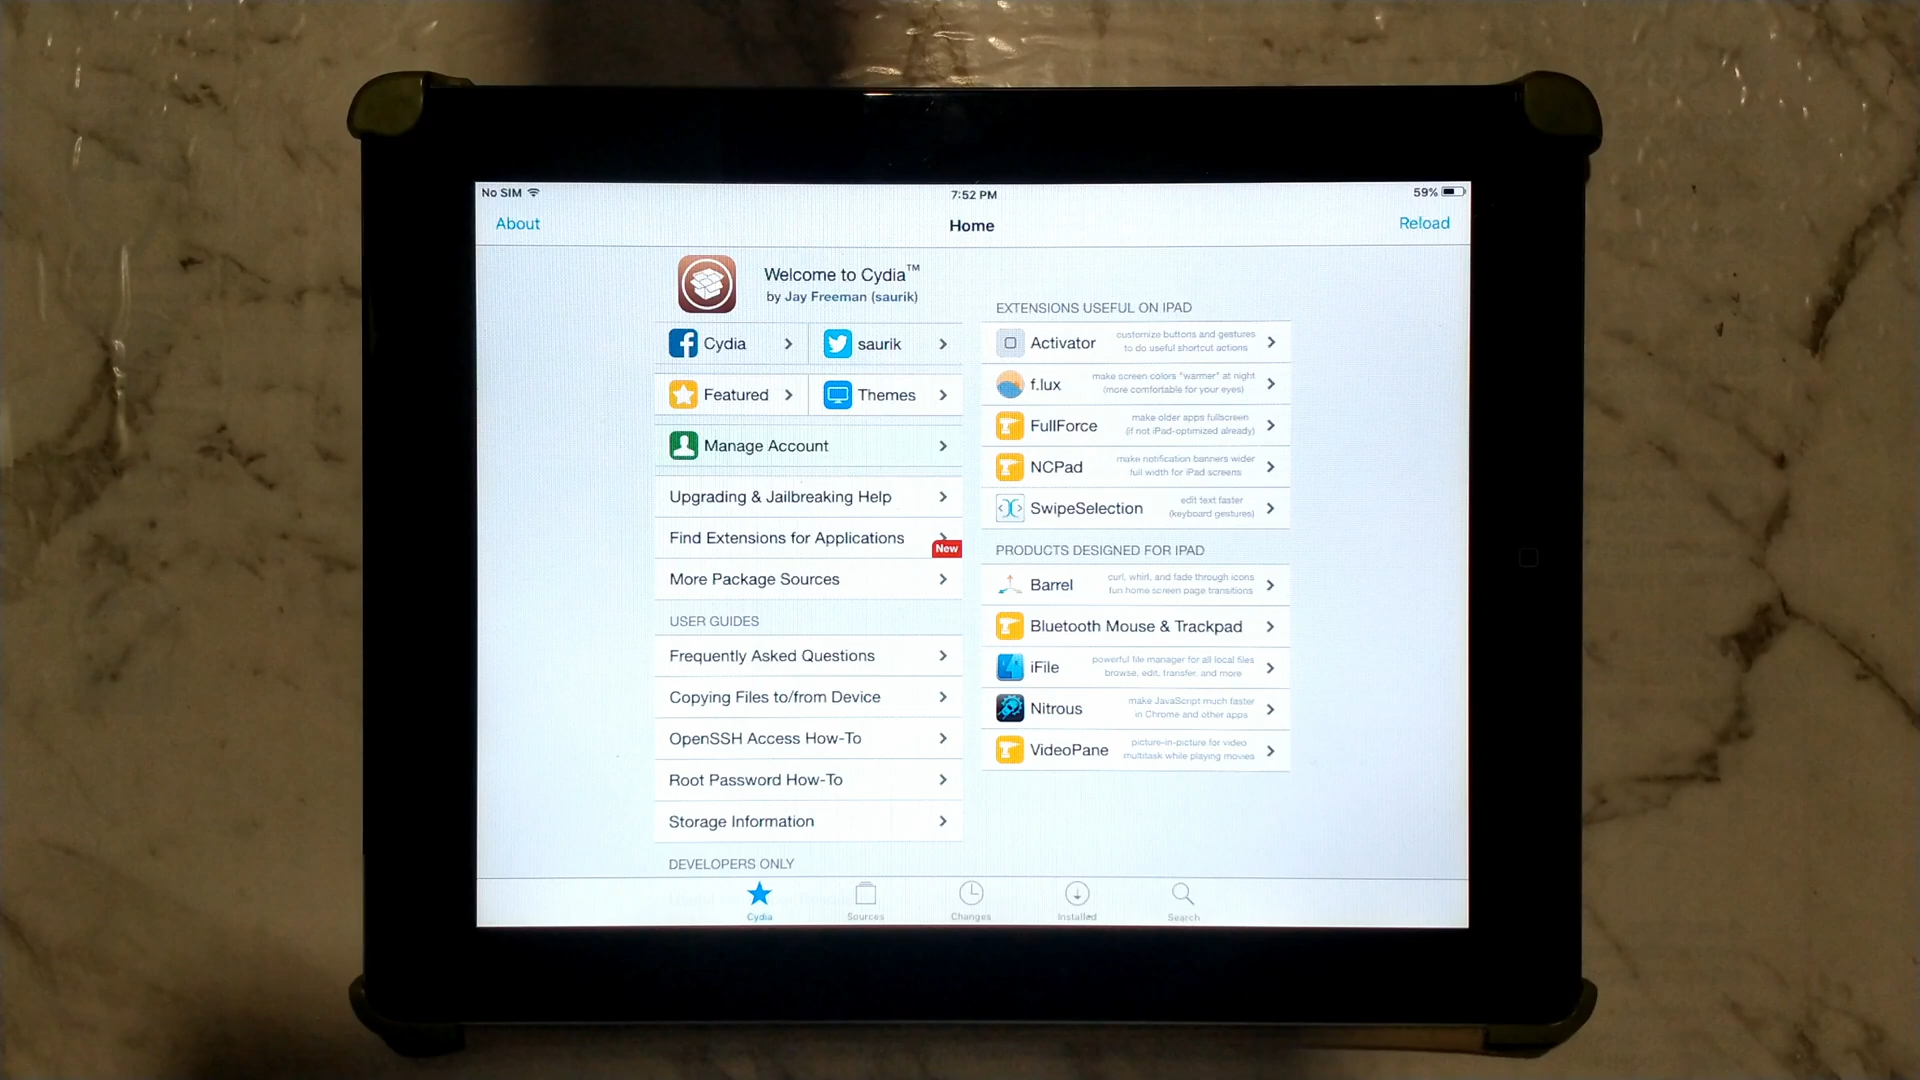 No SIM
7:52 PM
59%
About
Home
Reload
Welcome to Cydia™
by Jay Freeman (saurik)
Cydia
saurik
Featured
Themes
Manage Account
Upgrading & Jailbreaking Help
Find Extensions for Applications
New
More Package Sources
USER GUIDES
Frequently Asked Questions
Copying Files to/from Device
OpenSSH Access How-To
Root Password How-To
Storage Information
DEVELOPERS ONLY
EXTENSIONS USEFUL ON IPAD
Activator
customize buttons and gestures
to do useful shortcut actions
f.lux
make screen colors "warmer" at night
(more comfortable for your eyes)
FullForce
make older apps fullscreen
(if not iPad-optimized already)
NCPad
make notification banners wider
full width for iPad screens
SwipeSelection
edit text faster
(keyboard gestures)
PRODUCTS DESIGNED FOR IPAD
Barrel
curl, whirl, and fade through icons
fun home screen page transitions
Bluetooth Mouse & Trackpad
iFile
powerful file manager for all local files
browse, edit, transfer, and more
Nitrous
make JavaScript much faster
in Chrome and other apps
VideoPane
picture-in-picture for video
multitask while playing movies
Cydia
Sources
Changes
Installed
Search